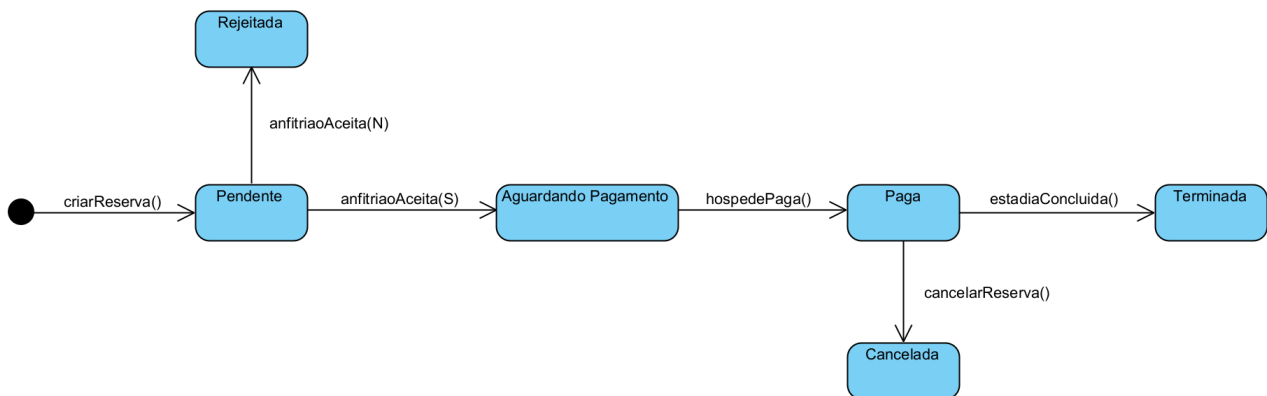 Rejeitada
anfitriaoAceita(N)
criarReserva()
Pendente
anfitriaoAceita(S)
Aguardando Pagamento
hospedePaga()
Paga
estadiaConcluida()
Terminada
cancelarReserva()
Cancelada